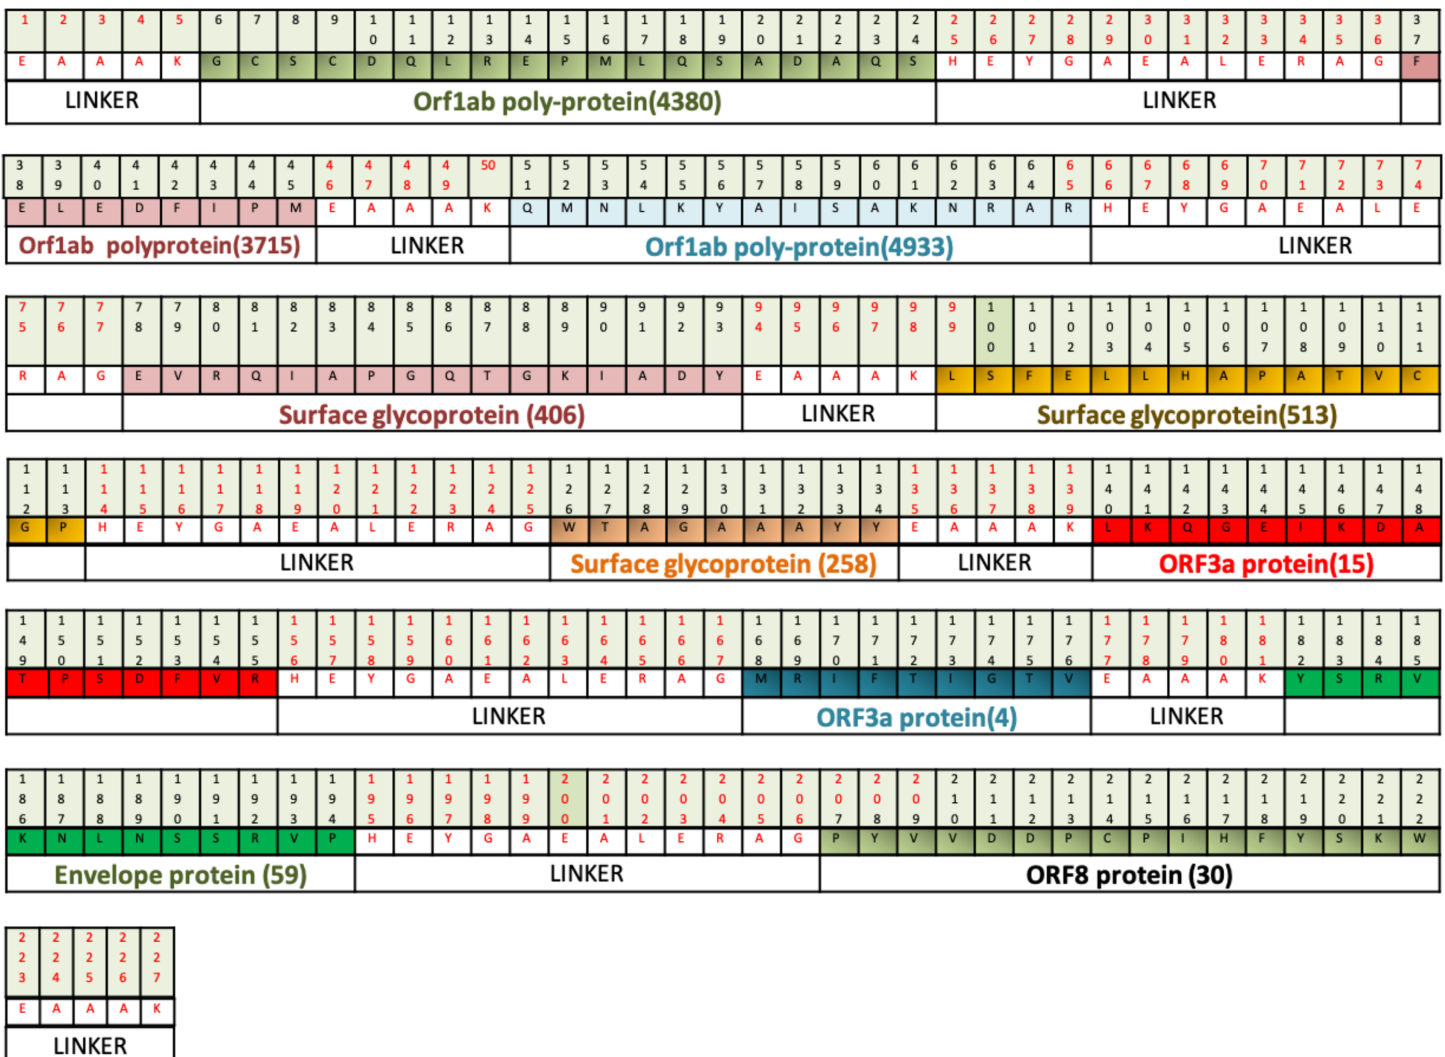 1 2 3 4 5 6 7 8 9 10 11 12 13 14 15 16 17 18 19 20 21 22 23 24 25 26 27 28 29 30 31 32 33 34 35 36 37
E A A A K G C S C D Q L R E P M L Q S A D A Q S H E Y G A E A L E R A G F
LINKER Orf1ab poly-protein(4380) LINKER
38 39 40 41 42 43 44 45 46 47 48 49 50 51 52 53 54 55 56 57 58 59 60 61 62 63 64 65 66 67 68 69 70 71 72 73 74
E L E D F I P M E A A A K Q M N L K Y A I S A K N R A R H E Y G A E A L E
Orf1ab polyprotein(3715) LINKER Orf1ab poly-protein(4933) LINKER
75 76 77 78 79 80 81 82 83 84 85 86 87 88 89 90 91 92 93 94 95 96 97 98 99 100 101 102 103 104 105 106 107 108 109 110 111
R A G E V R Q I A P G Q T G K I A D Y E A A A K L S F E L L H A P A T V C
Surface glycoprotein (406) LINKER Surface glycoprotein(513)
112 113 114 115 116 117 118 119 120 121 122 123 124 125 126 127 128 129 130 131 132 133 134 135 136 137 138 139 140 141 142 143 144 145 146 147 148
G P H E Y G A E A L E R A G W T A G A A A Y Y E A A A K L K Q G E I K D A
LINKER Surface glycoprotein (258) LINKER ORF3a protein(15)
149 150 151 152 153 154 155 156 157 158 159 160 161 162 163 164 165 166 167 168 169 170 171 172 173 174 175 176 177 178 179 180 181 182 183 184 185
T P S D F V R H E Y G A E A L E R A G M R I F T I G T V E A A A K Y S R V
LINKER ORF3a protein(4) LINKER
186 187 188 189 190 191 192 193 194 195 196 197 198 199 200 201 202 203 204 205 206 207 208 209 210 211 212 213 214 215 216 217 218 219 220 221 222
K N L N S S R V P H E Y G A E A L E R A G P Y V V D D P C P I H F Y S K W
Envelope protein (59) LINKER ORF8 protein (30)
223 224 225 226 227
E A A A K
LINKER